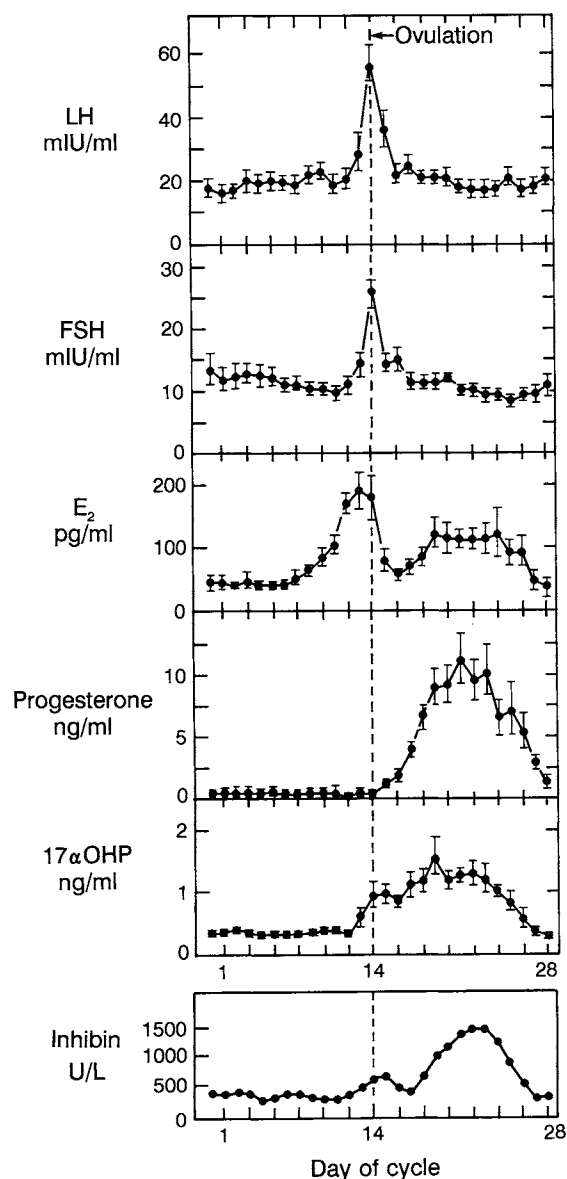 Ovulation
60
LH
40
mIU/ml
20
0
30
FSH
20
mIU/ml
10
0
200
E₂
pg/ml
100
0
10
Progesterone
ng/ml
5
0
2
17αOHP
ng/ml
1
0
1
14
28
Inhibin
1500
1000
U/L
500
0
1
14
28
Day of cycle